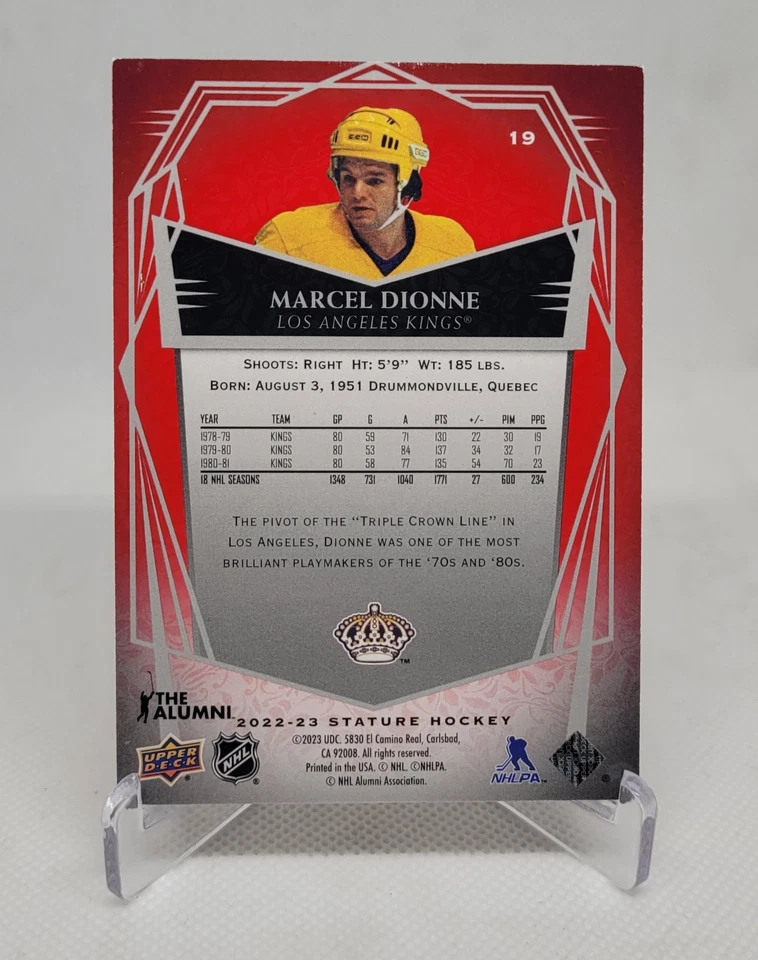 19
CCM
MARCEL DIONNE
LOS ANGELES KINGS®
SHOOTS: RIGHT HT: 5'9" WT: 185 LBS.
BORN: AUGUST 3, 1951 DRUMMONDVILLE, QUEBEC
YEAR TEAM GP G A PTS +/- PIM PPG
1978-79 KINGS 80 59 71 130 22 30 19
1979-80 KINGS 80 53 84 137 34 32 17
1980-81 KINGS 80 58 77 135 54 70 23
18 NHL SEASONS 1348 731 1040 1771 27 600 234
THE PIVOT OF THE "TRIPLE CROWN LINE" IN
LOS ANGELES, DIONNE WAS ONE OF THE MOST
BRILLIANT PLAYMAKERS OF THE '70S AND '80S.
TM
THE
ALUMNI
2022-23 STATURE HOCKEY
©2023 UDC. 5830 El Camino Real, Carlsbad,
CA 92008. All rights reserved.
Printed in the USA. © NHL. ©NHLPA.
© NHL Alumni Association.
UPPER
DECK
®
NHL
®
NHLPA
®